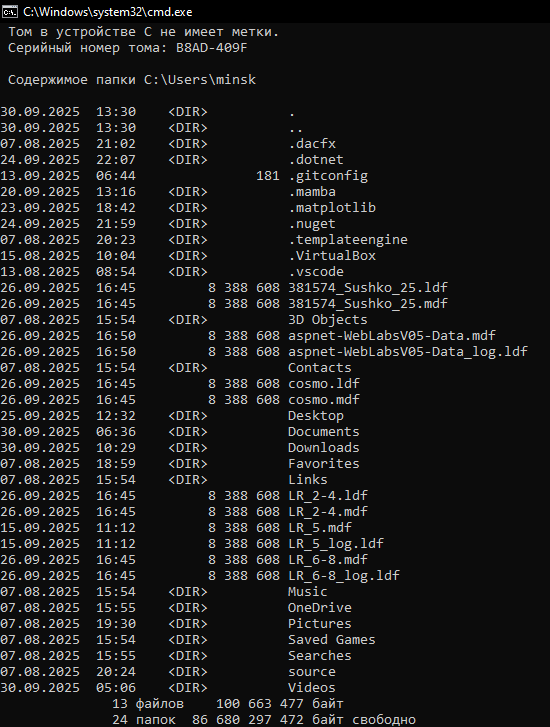 C:\Windows\system32\cmd.exe
Том в устройстве C не имеет метки.
Серийный номер тома: B8AD-409F
Содержимое папки C:\Users\minsk
30.09.2025  13:30    <DIR>          .
30.09.2025  13:30    <DIR>          ..
07.08.2025  21:02    <DIR>          .dacfx
24.09.2025  22:07    <DIR>          .dotnet
13.09.2025  06:44               181 .gitconfig
20.09.2025  13:16    <DIR>          .mamba
23.09.2025  18:42    <DIR>          .matplotlib
24.09.2025  21:59    <DIR>          .nuget
07.08.2025  20:23    <DIR>          .templateengine
15.08.2025  10:04    <DIR>          .VirtualBox
13.08.2025  08:54    <DIR>          .vscode
26.09.2025  16:45         8 388 608 381574_Sushko_25.ldf
26.09.2025  16:45         8 388 608 381574_Sushko_25.mdf
07.08.2025  15:54    <DIR>          3D Objects
26.09.2025  16:50         8 388 608 aspnet-WebLabsV05-Data.mdf
26.09.2025  16:50         8 388 608 aspnet-WebLabsV05-Data_log.ldf
07.08.2025  15:54    <DIR>          Contacts
26.09.2025  16:45         8 388 608 cosmo.ldf
26.09.2025  16:45         8 388 608 cosmo.mdf
25.09.2025  12:32    <DIR>          Desktop
30.09.2025  06:36    <DIR>          Documents
30.09.2025  10:29    <DIR>          Downloads
07.08.2025  18:59    <DIR>          Favorites
07.08.2025  15:54    <DIR>          Links
26.09.2025  16:45         8 388 608 LR_2-4.ldf
26.09.2025  16:45         8 388 608 LR_2-4.mdf
15.09.2025  11:12         8 388 608 LR_5.mdf
15.09.2025  11:12         8 388 608 LR_5_log.ldf
26.09.2025  16:45         8 388 608 LR_6-8.mdf
26.09.2025  16:45         8 388 608 LR_6-8_log.ldf
07.08.2025  15:54    <DIR>          Music
07.08.2025  15:55    <DIR>          OneDrive
07.08.2025  19:30    <DIR>          Pictures
07.08.2025  15:54    <DIR>          Saved Games
07.08.2025  15:55    <DIR>          Searches
07.08.2025  20:24    <DIR>          source
30.09.2025  05:06    <DIR>          Videos
13 файлов    100 663 477 байт
24 папок  86 680 297 472 байт свободно